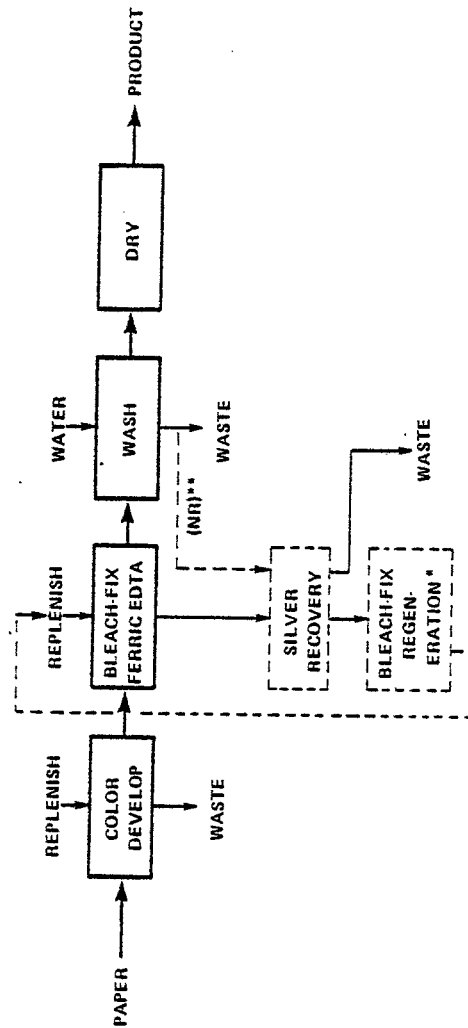 PAPER
REPLENISH
COLOR
DEVELOP
WASTE
REPLENISH
BLEACH-FIX
FERRIC EDTA
WATER
WASH
WASTE
(NR)**
DRY
PRODUCT
SILVER
RECOVERY
WASTE
BLEACH-FIX
REGEN-
ERATION*